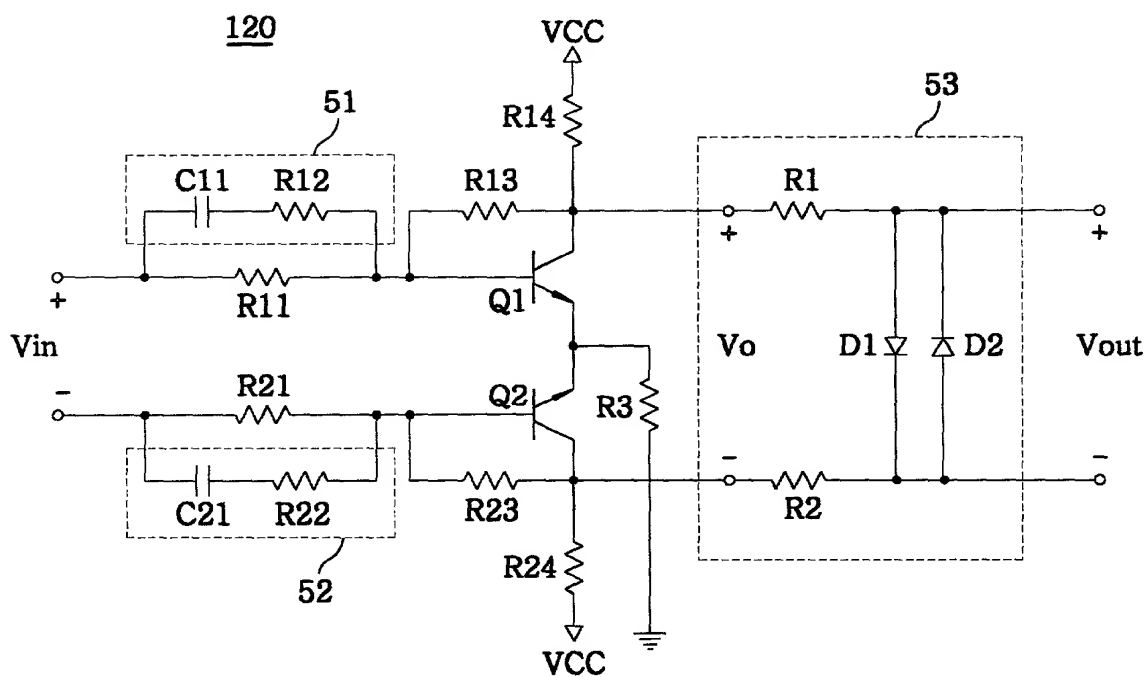 120
VCC
53
51
R14
C11 R12
R13
R1
+
+
+
R11
Q1
Vin
Vo
D1
D2
Vout
R21
Q2
R3
-
-
-
C21 R22
R23
R2
52
R24
VCC